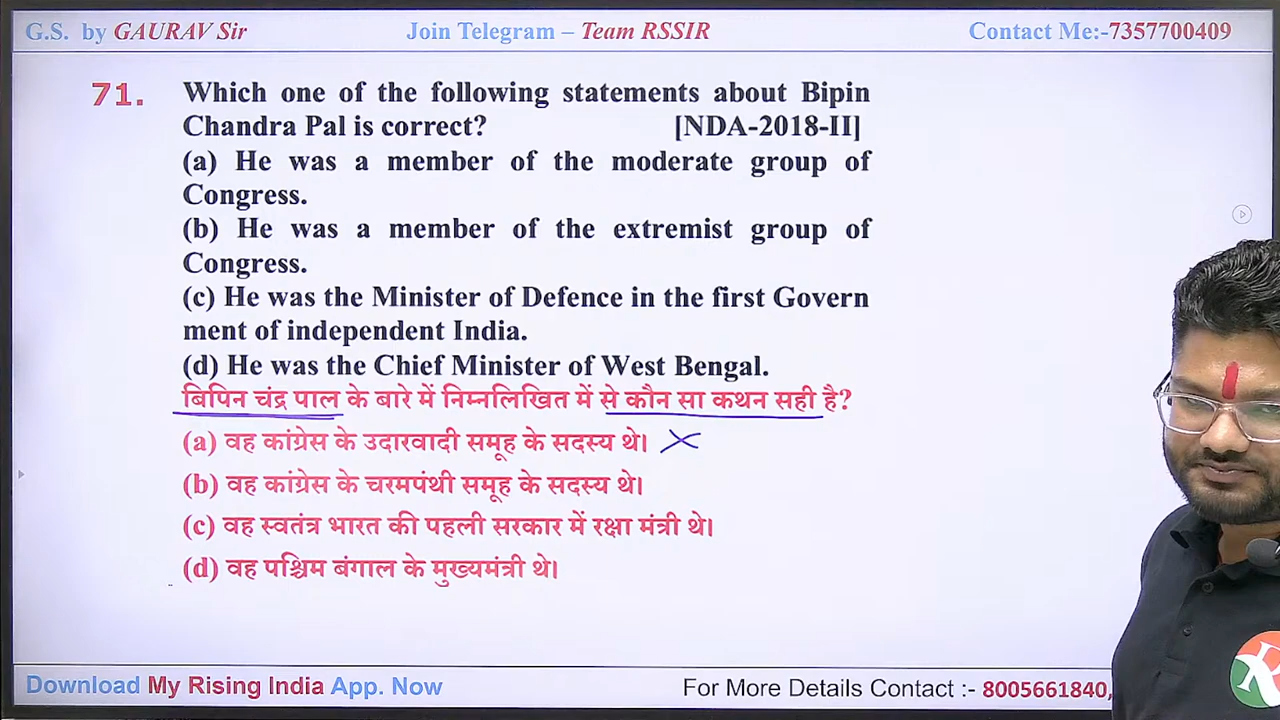 G.S. by GAURAV Sir
Join Telegram – Team RSSIR
Contact Me:-7357700409
71. Which one of the following statements about Bipin
Chandra Pal is correct? [NDA-2018-II]
(a) He was a member of the moderate group of
Congress.
(b) He was a member of the extremist group of
Congress.
(c) He was the Minister of Defence in the first Govern
ment of independent India.
(d) He was the Chief Minister of West Bengal.
बिपिन चंद्र पाल के बारे में निम्नलिखित में से कौन सा कथन सही है?
(a) वह कांग्रेस के उदारवादी समूह के सदस्य थे।
(b) वह कांग्रेस के चरमपंथी समूह के सदस्य थे।
(c) वह स्वतंत्र भारत की पहली सरकार में रक्षा मंत्री थे।
(d) वह पश्चिम बंगाल के मुख्यमंत्री थे।
Download My Rising India App. Now
For More Details Contact :- 8005661840,